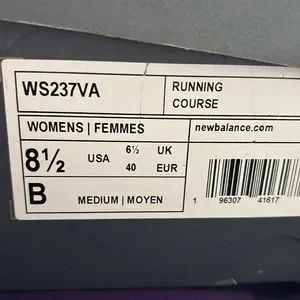 WS237VA
RUNNING
COURSE
WOMENS | FEMMES
newbalance.com
8½ USA 6½ UK
40 EUR
B MEDIUM | MOYEN
1 96307 41617